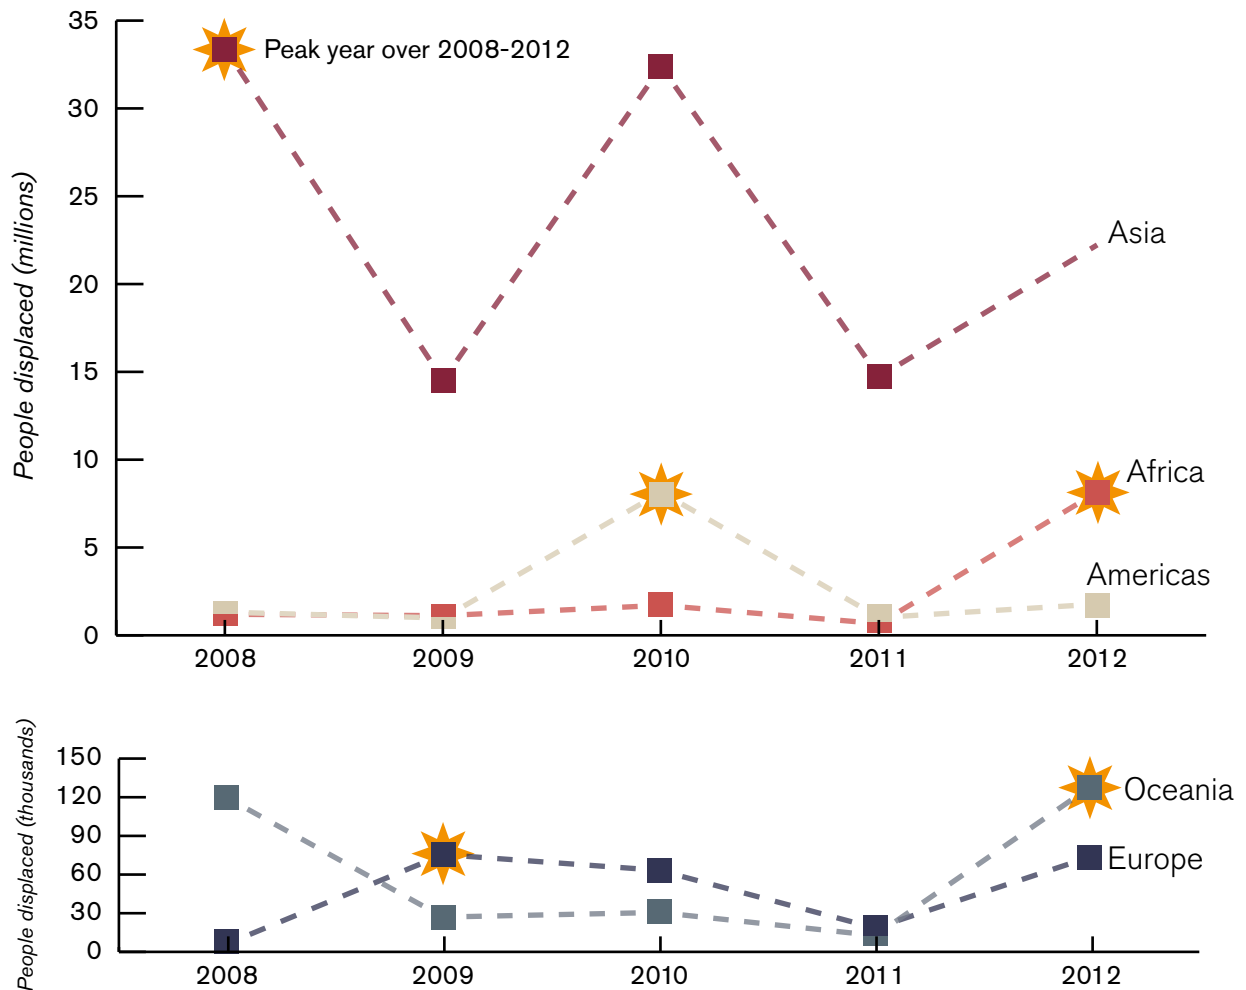 35
Peak year over 2008-2012
30
25
20
15
10
5
0
People displaced (millions)
Asia
Africa
Americas
2008 2009 2010 2011 2012
150
120
90
60
30
0
People displaced (thousands)
Oceania
Europe
2008 2009 2010 2011 2012